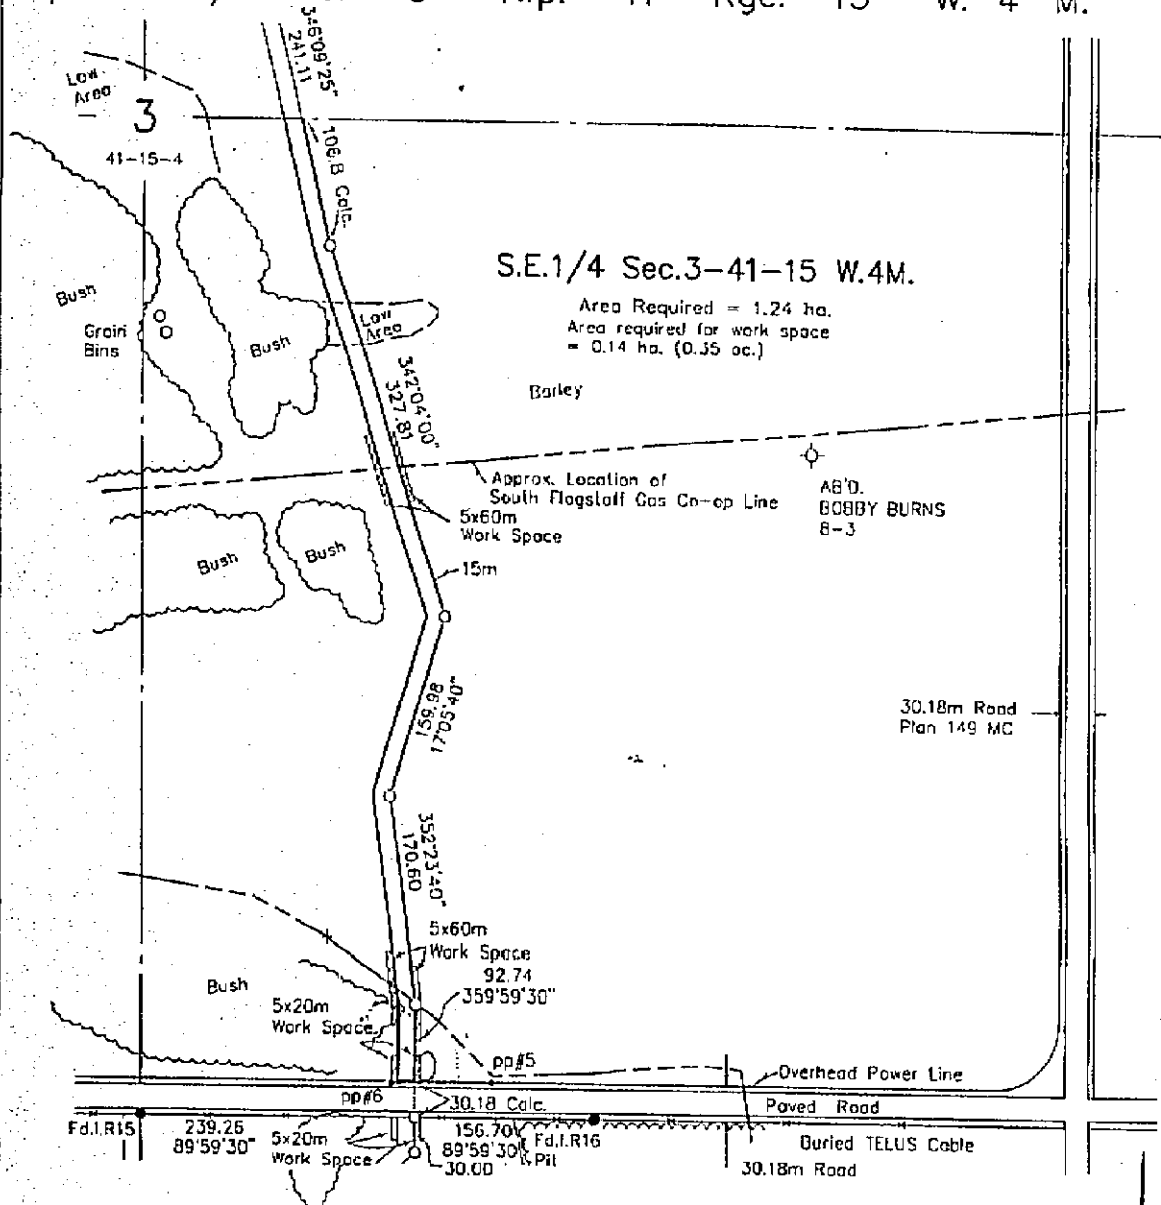 Rge. 15 W. 4 M.
346°09'25"
241.11
Low
Area
3
41-15-4
106.8 Calc.
S.E.1/4 Sec.3-41-15 W.4M.
Area Required = 1.24 ha.
Area required for work space
= 0.14 ha. (0.35 ac.)
Bush
Grain
Bins
Bush
Low
Area
342°04'00"
327.81
Barley
Approx. Location of
South Flagstaff Gas Co-op Line
5x60m
Work Space
AB'D.
BOBBY BURNS
8-3
Bush
Bush
15m
159.98
17°05'40"
30.18m Road
Plan 149 MC
352°23'40"
170.60
5x60m
Work Space
92.74
359°59'30"
Bush
5x20m
Work Space
pp#5
Overhead Power Line
pp#6
30.18 Calc.
Paved Road
Fd.I.R15
239.26
89°59'30"
5x20m
Work Space
156.70
89°59'30"
30.00
Fd.I.R16
Pit
Buried TELUS Cable
30.18m Road